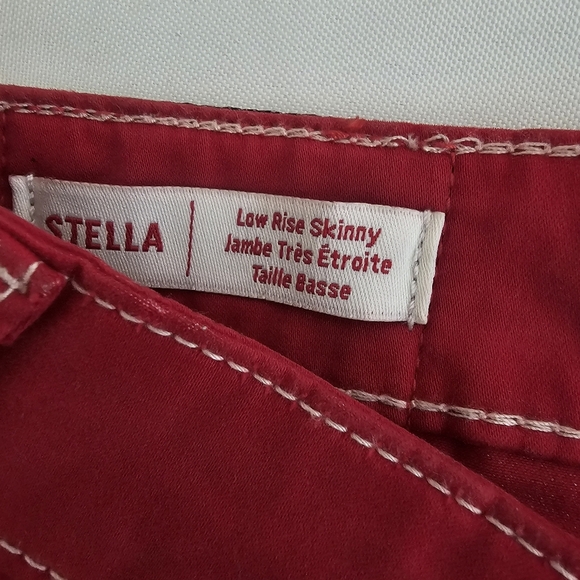 STELLA
Low Rise Skinny
Jambe Très Étroite
Taille Basse